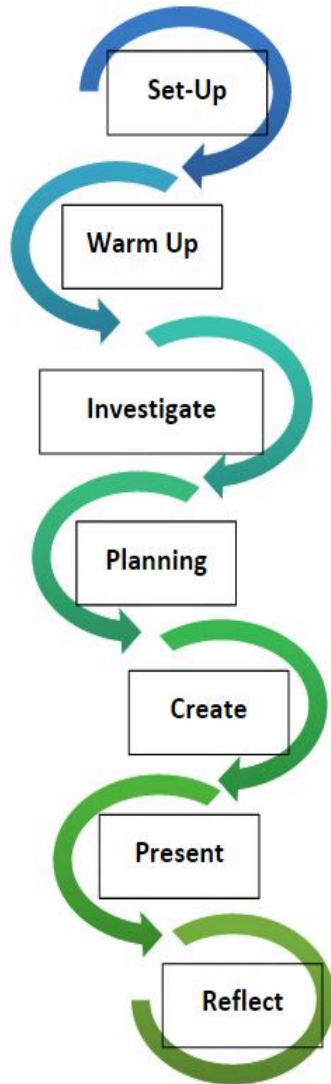 Set-Up
Warm Up
Investigate
Planning
Create
Present
Reflect